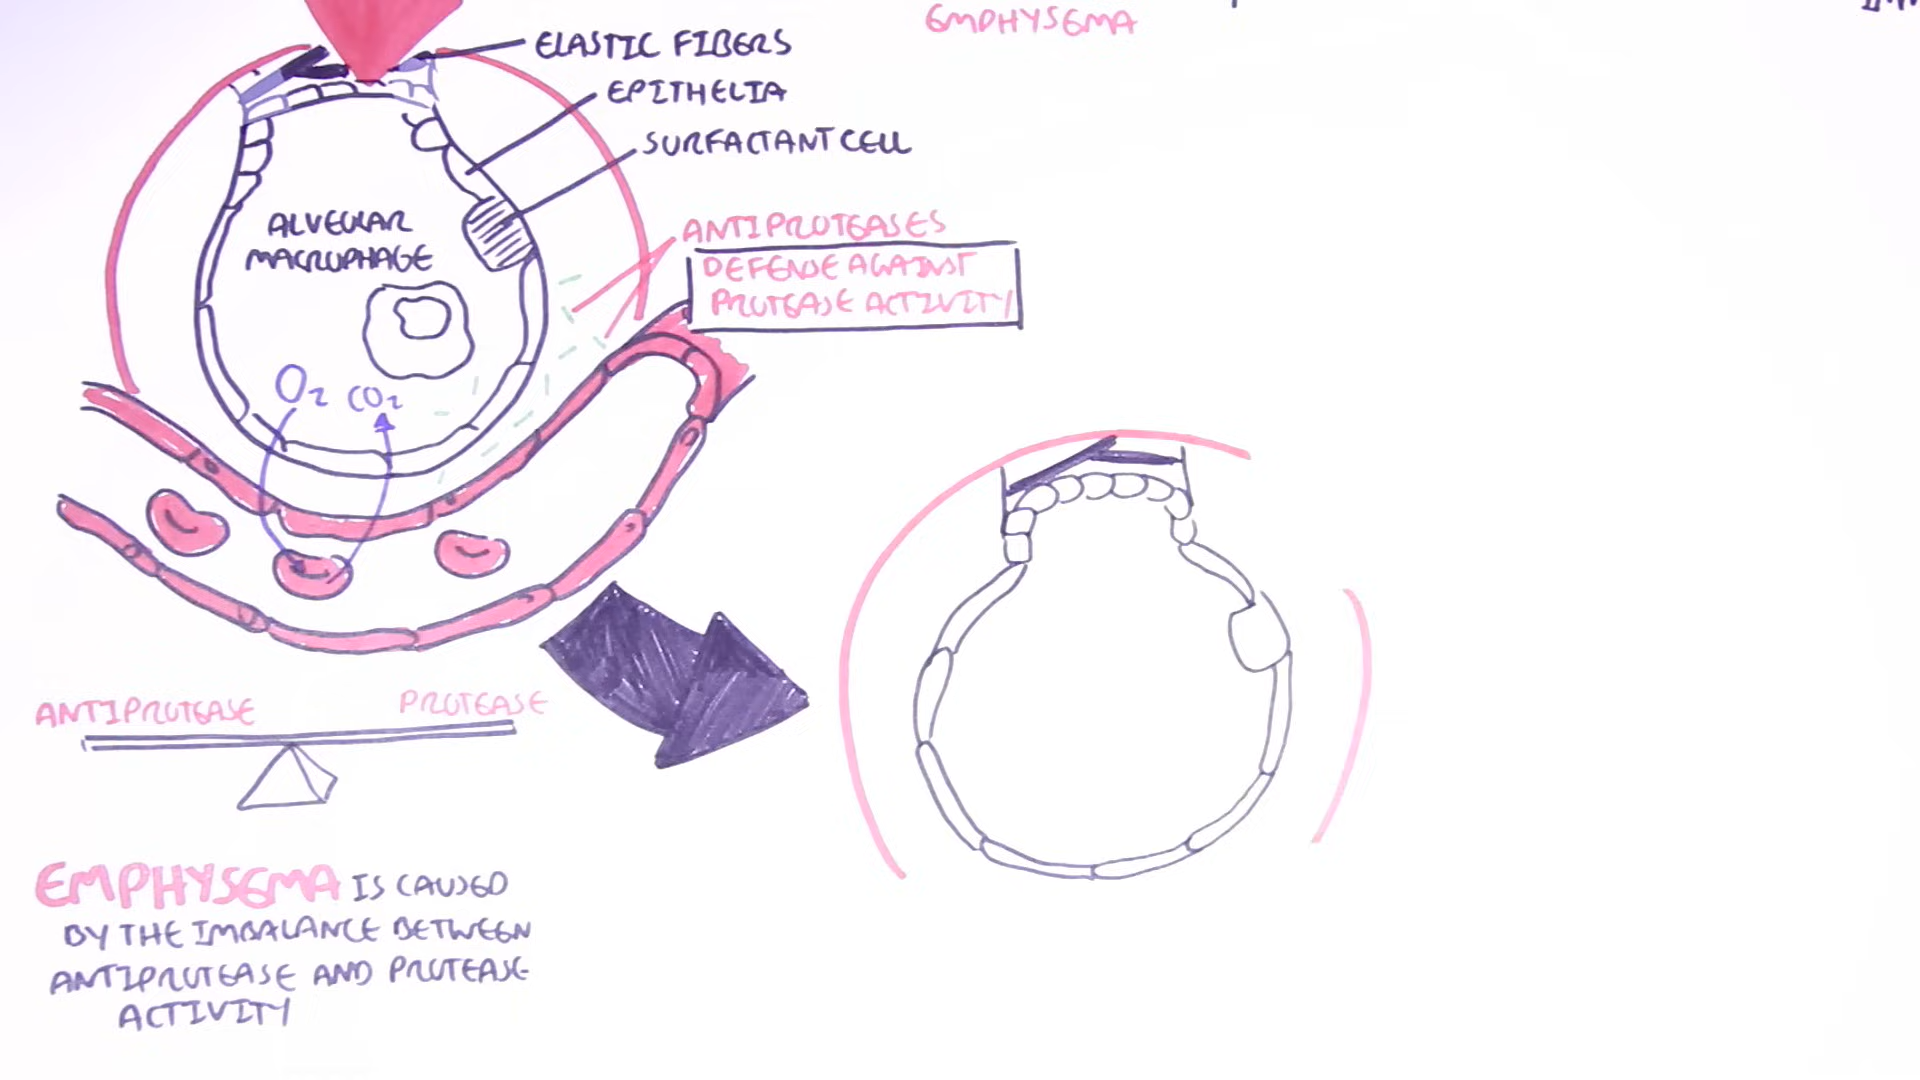 EMPHYSEMA
ELASTIC FIBERS
EPITHELIA
SURFACTANT CELL
ALVEOLAR
MACROPHAGE
ANTIPROTEASES
DEFENSE AGAINST
PROTEASE ACTIVITY
O2 CO2
ANTIPROTEASE PROTEASE
EMPHYSEMA IS CAUSED
BY THE IMBALANCE BETWEEN
ANTIPROTEASE AND PROTEASE
ACTIVITY